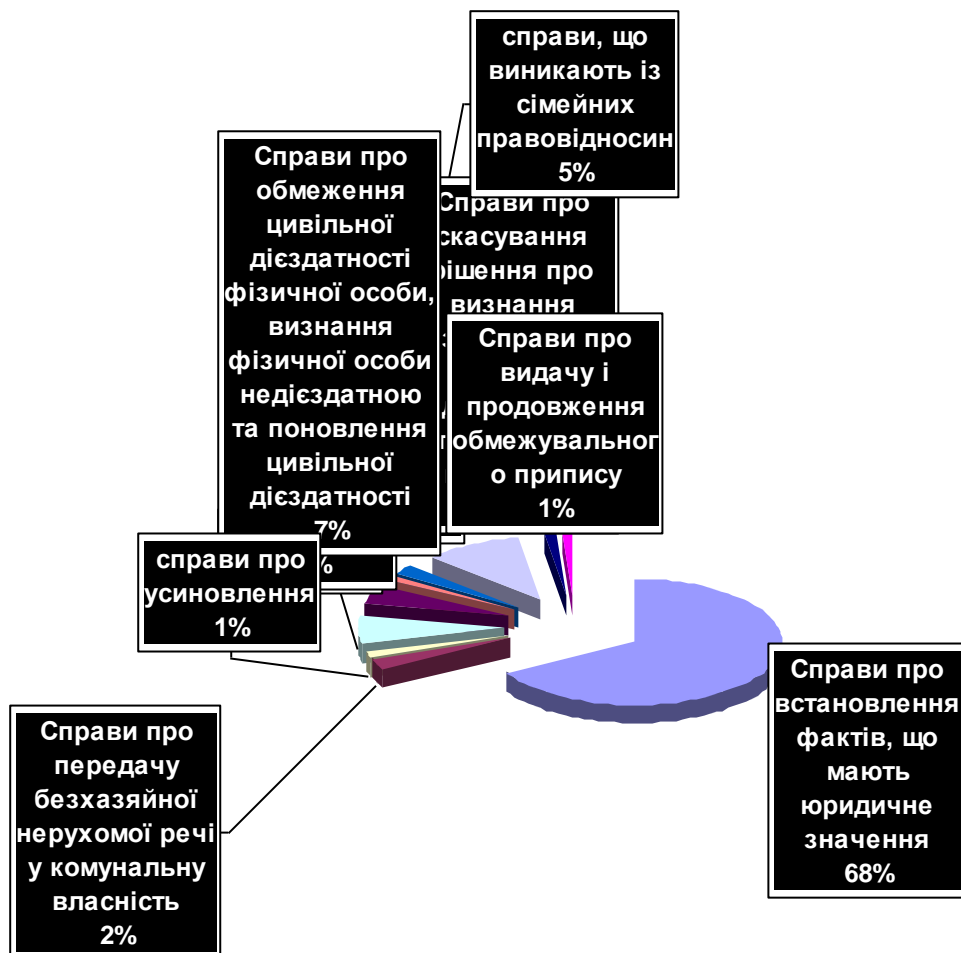 справи, що
виникають із
сімейних
правовідносин
5%
Справи про
обмеження
цивільної
дієздатності
фізичної особи,
визнання
фізичної особи
недієздатною
та поновлення
цивільної
дієздатності
7%
Справи про
скасування
рішення про
визнання
Справи про
видачу і
продовження
обмежувальног
о припису
1%
%
справи про
усиновлення
1%
Справи про
передачу
безхазяйної
нерухомої речі
у комунальну
власність
2%
Справи про
встановлення
фактів, що
мають
юридичне
значення
68%